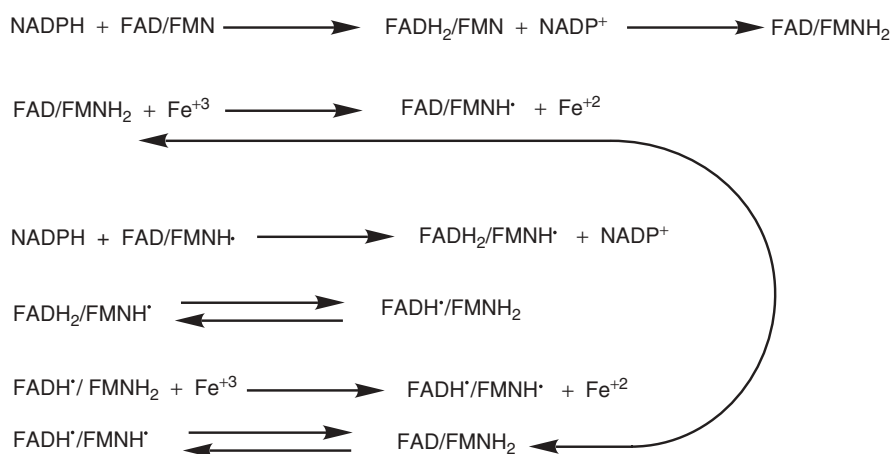 NADPH + FAD/FMN FADH₂/FMN + NADP⁺ FAD/FMNH₂
FAD/FMNH₂ + Fe⁺³ FAD/FMNH• + Fe⁺²
NADPH + FAD/FMNH• FADH₂/FMNH• + NADP⁺
FADH₂/FMNH• FADH•/FMNH₂
FADH•/ FMNH₂ + Fe⁺³ FADH•/FMNH• + Fe⁺²
FADH•/FMNH• FAD/FMNH₂